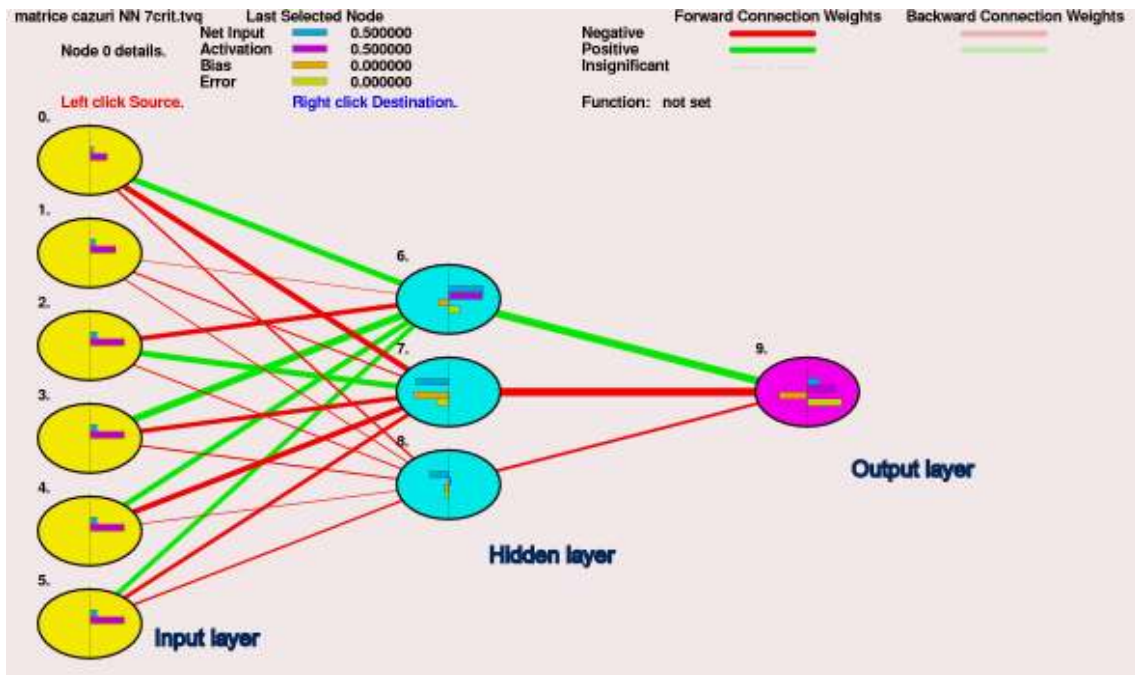 matrice cazuri NN 7crit.tvq Last Selected Node Forward Connection Weights Backward Connection Weights
Net Input 0.500000 Negative
Node 0 details. Activation 0.500000 Positive
Bias 0.000000 Insignificant
Error 0.000000
Left click Source. Right click Destination. Function: not set
0.
1.
6.
2.
7.
9.
3.
8.
Output layer
4.
Hidden layer
5.
Input layer